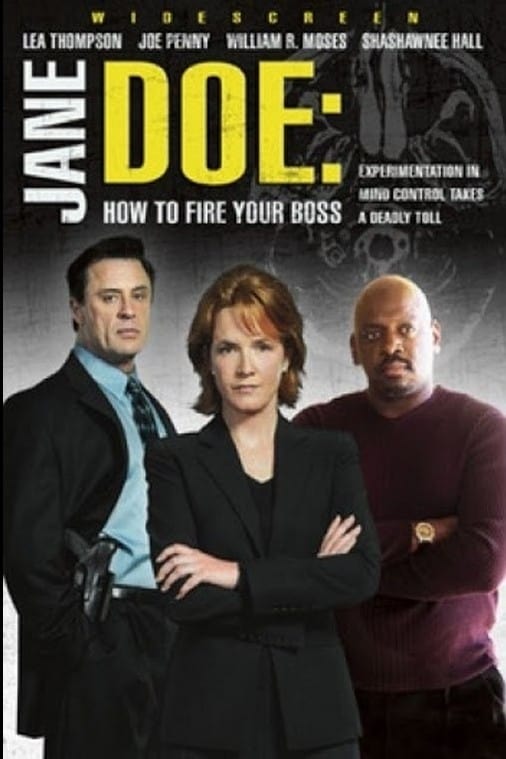 WIDESCREEN
LEA THOMPSON JOE PENNY WILLIAM R. MOSES SHASHAWNEE HALL
JANE
DOE:
HOW TO FIRE YOUR BOSS
EXPERIMENTATION IN
MIND CONTROL TAKES
A DEADLY TOLL